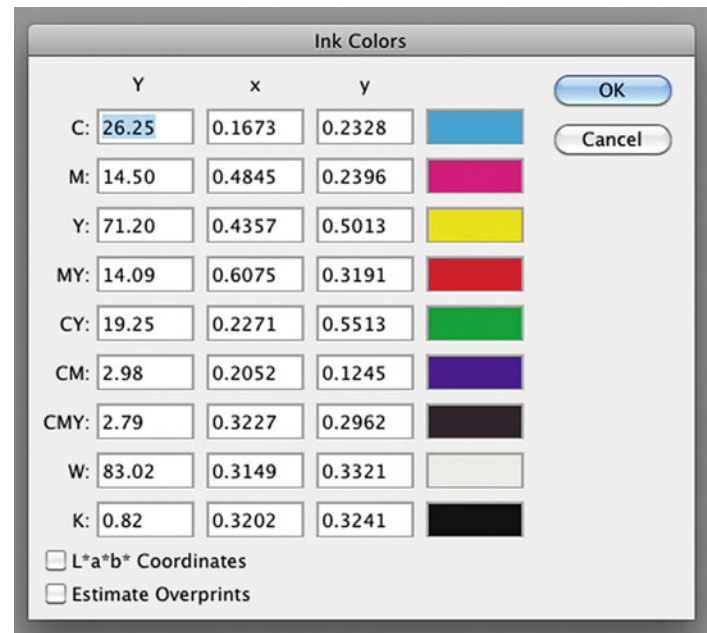 Ink Colors
Y x y
OK
C: 26.25 0.1673 0.2328
Cancel
M: 14.50 0.4845 0.2396
Y: 71.20 0.4357 0.5013
MY: 14.09 0.6075 0.3191
CY: 19.25 0.2271 0.5513
CM: 2.98 0.2052 0.1245
CMY: 2.79 0.3227 0.2962
W: 83.02 0.3149 0.3321
K: 0.82 0.3202 0.3241
L*a*b* Coordinates
Estimate Overprints